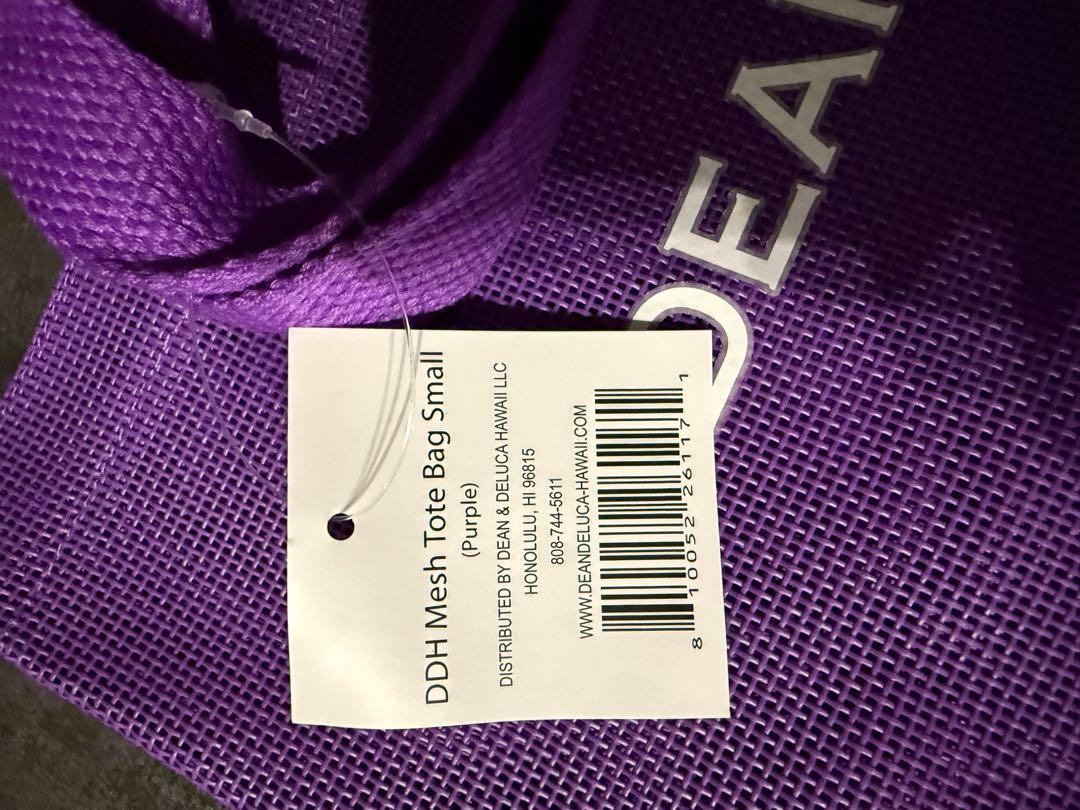 DEA
DDH Mesh Tote Bag Small
(Purple)
DISTRIBUTED BY DEAN & DELUCA HAWAII LLC
HONOLULU, HI 96815
808-744-5611
WWW.DEANDELUCA-HAWAII.COM
8 10052 26117 1